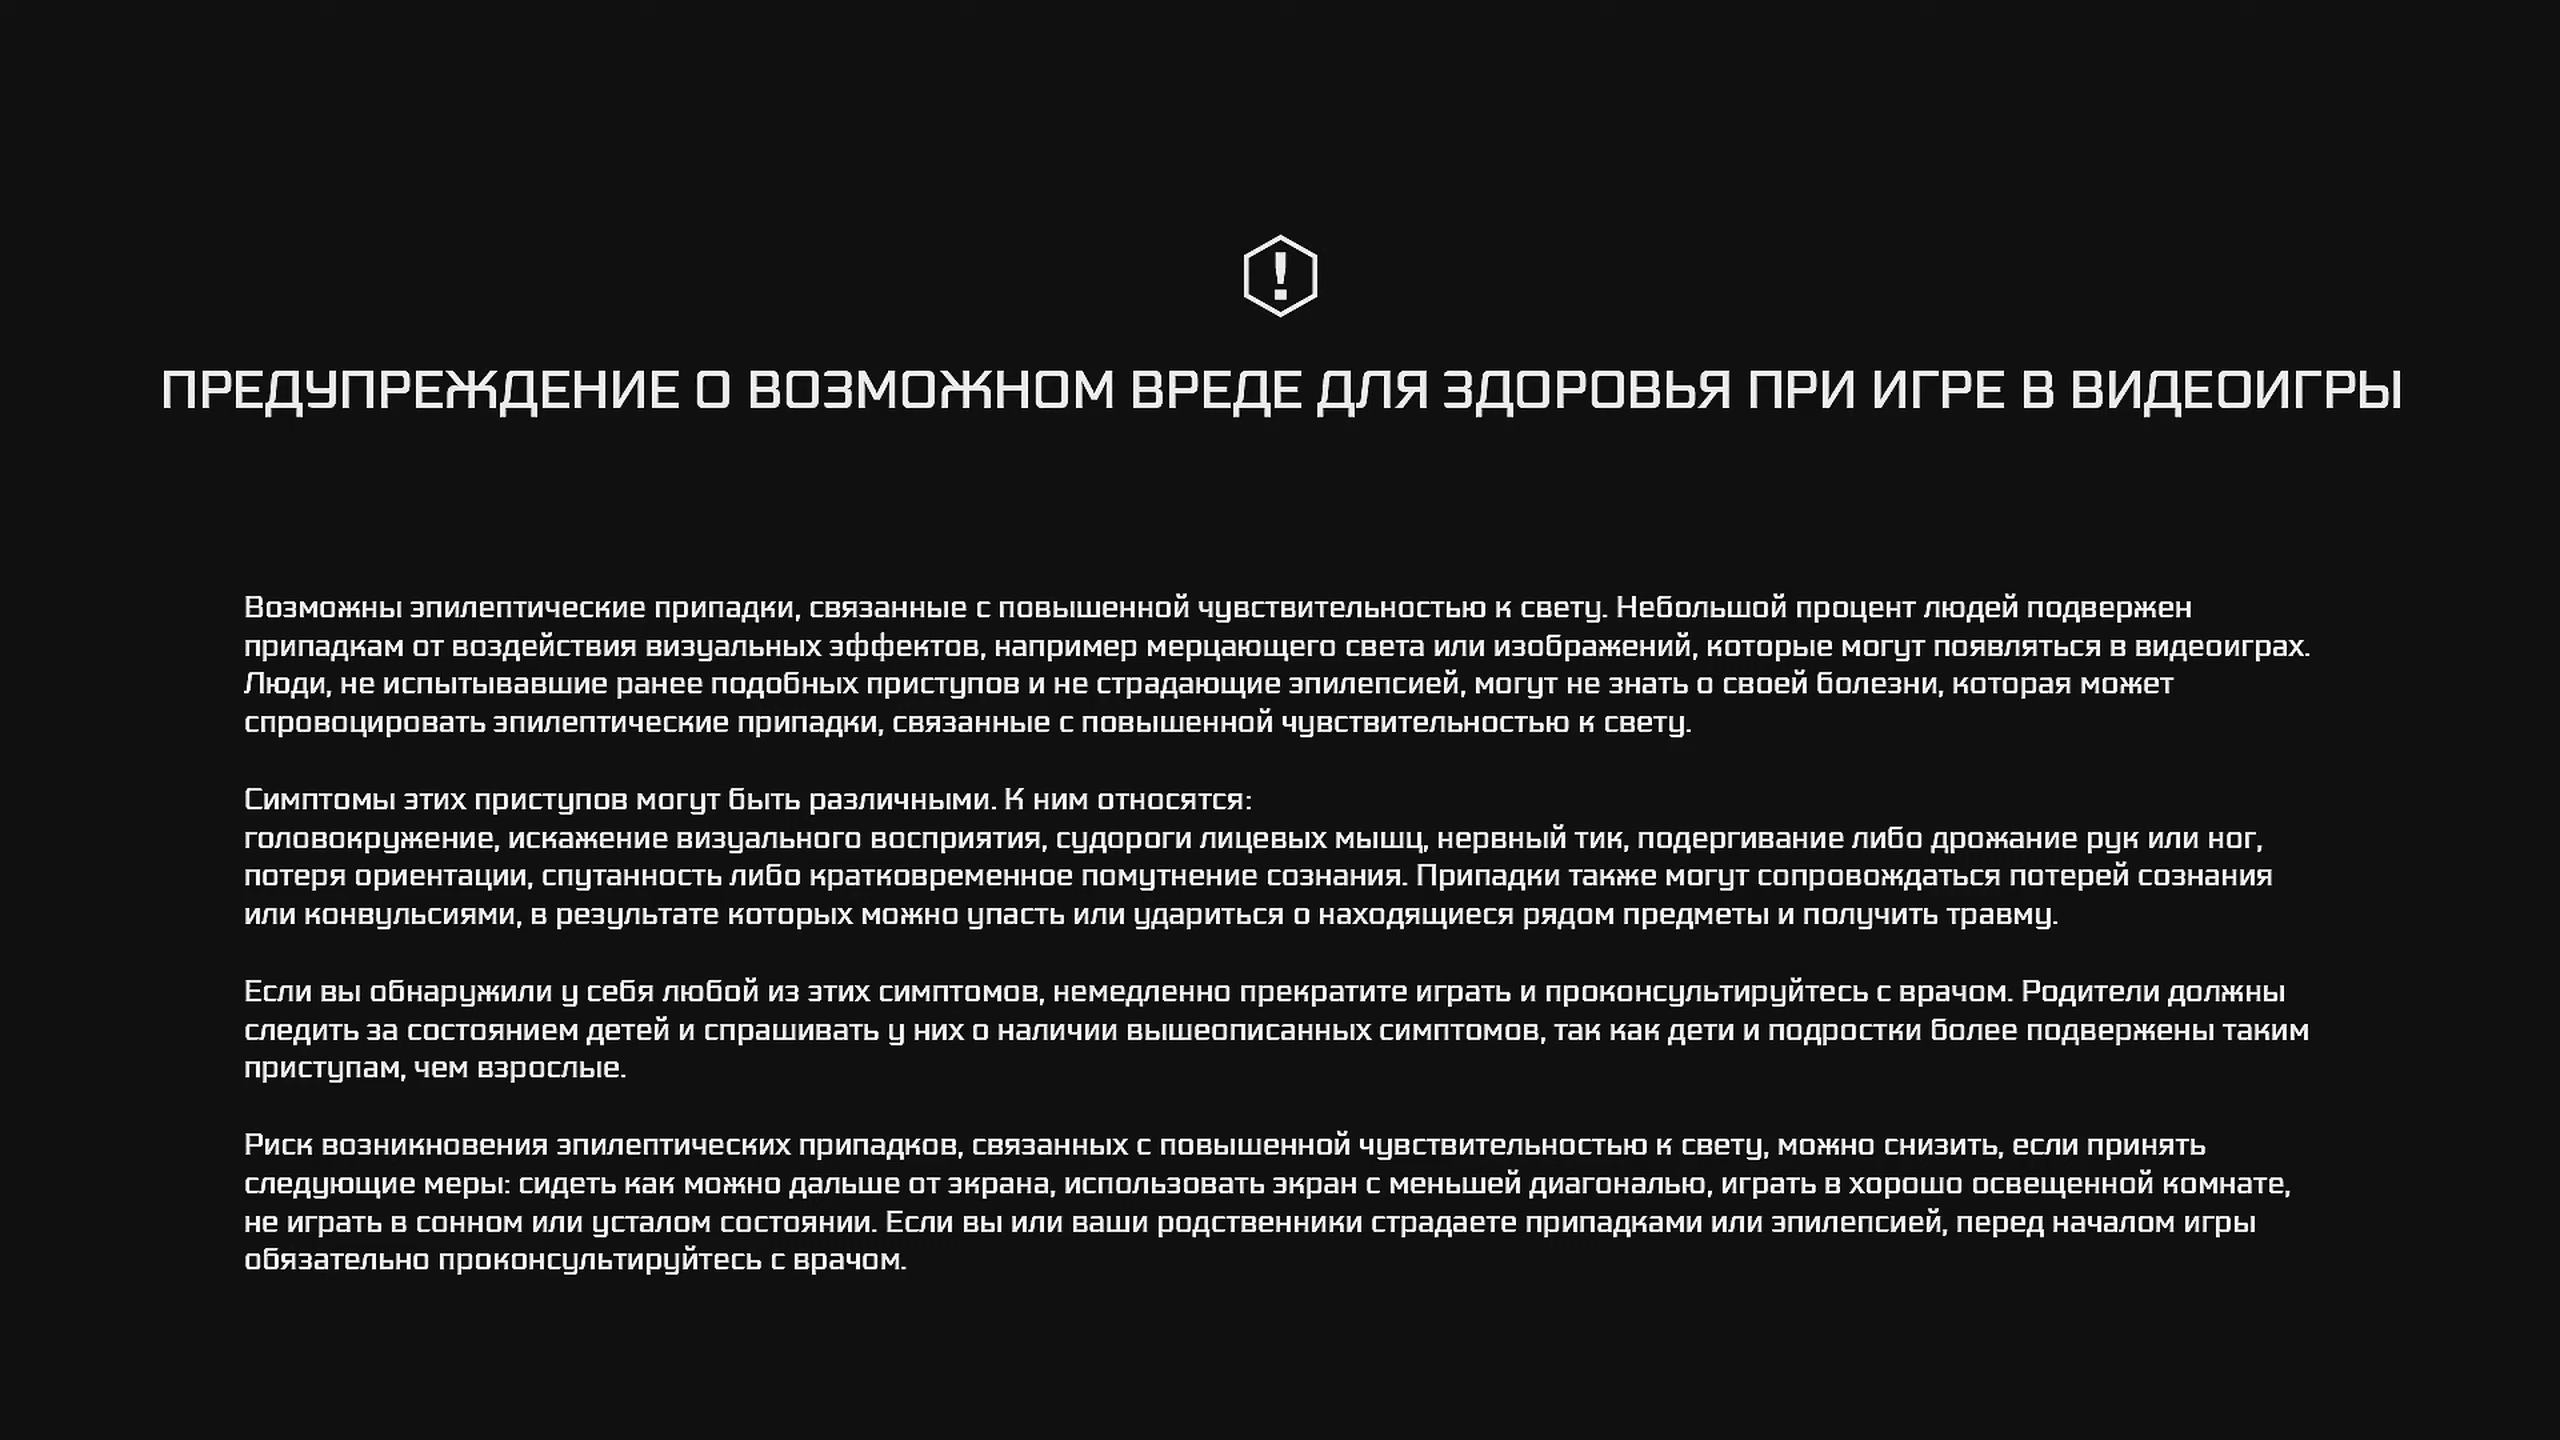 ПРЕДУПРЕЖДЕНИЕ О ВОЗМОЖНОМ ВРЕДЕ ДЛЯ ЗДОРОВЬЯ ПРИ ИГРЕ В ВИДЕОИГРЫ
Возможны эпилептические припадки, связанные с повышенной чувствительностью к свету. Небольшой процент людей подвержен
припадкам от воздействия визуальных эффектов, например мерцающего света или изображений, которые могут появляться в видеоиграх.
Люди, не испытывавшие ранее подобных приступов и не страдающие эпилепсией, могут не знать о своей болезни, которая может
спровоцировать эпилептические припадки, связанные с повышенной чувствительностью к свету.
Симптомы этих приступов могут быть различными. К ним относятся:
головокружение, искажение визуального восприятия, судороги лицевых мышц, нервный тик, подергивание либо дрожание рук или ног,
потеря ориентации, спутанность либо кратковременное помутнение сознания. Припадки также могут сопровождаться потерей сознания
или конвульсиями, в результате которых можно упасть или удариться о находящиеся рядом предметы и получить травму.
Если вы обнаружили у себя любой из этих симптомов, немедленно прекратите играть и проконсультируйтесь с врачом. Родители должны
следить за состоянием детей и спрашивать у них о наличии вышеописанных симптомов, так как дети и подростки более подвержены таким
приступам, чем взрослые.
Риск возникновения эпилептических припадков, связанных с повышенной чувствительностью к свету, можно снизить, если принять
следующие меры: сидеть как можно дальше от экрана, использовать экран с меньшей диагональю, играть в хорошо освещенной комнате,
не играть в сонном или усталом состоянии. Если вы или ваши родственники страдаете припадками или эпилепсией, перед началом игры
обязательно проконсультируйтесь с врачом.